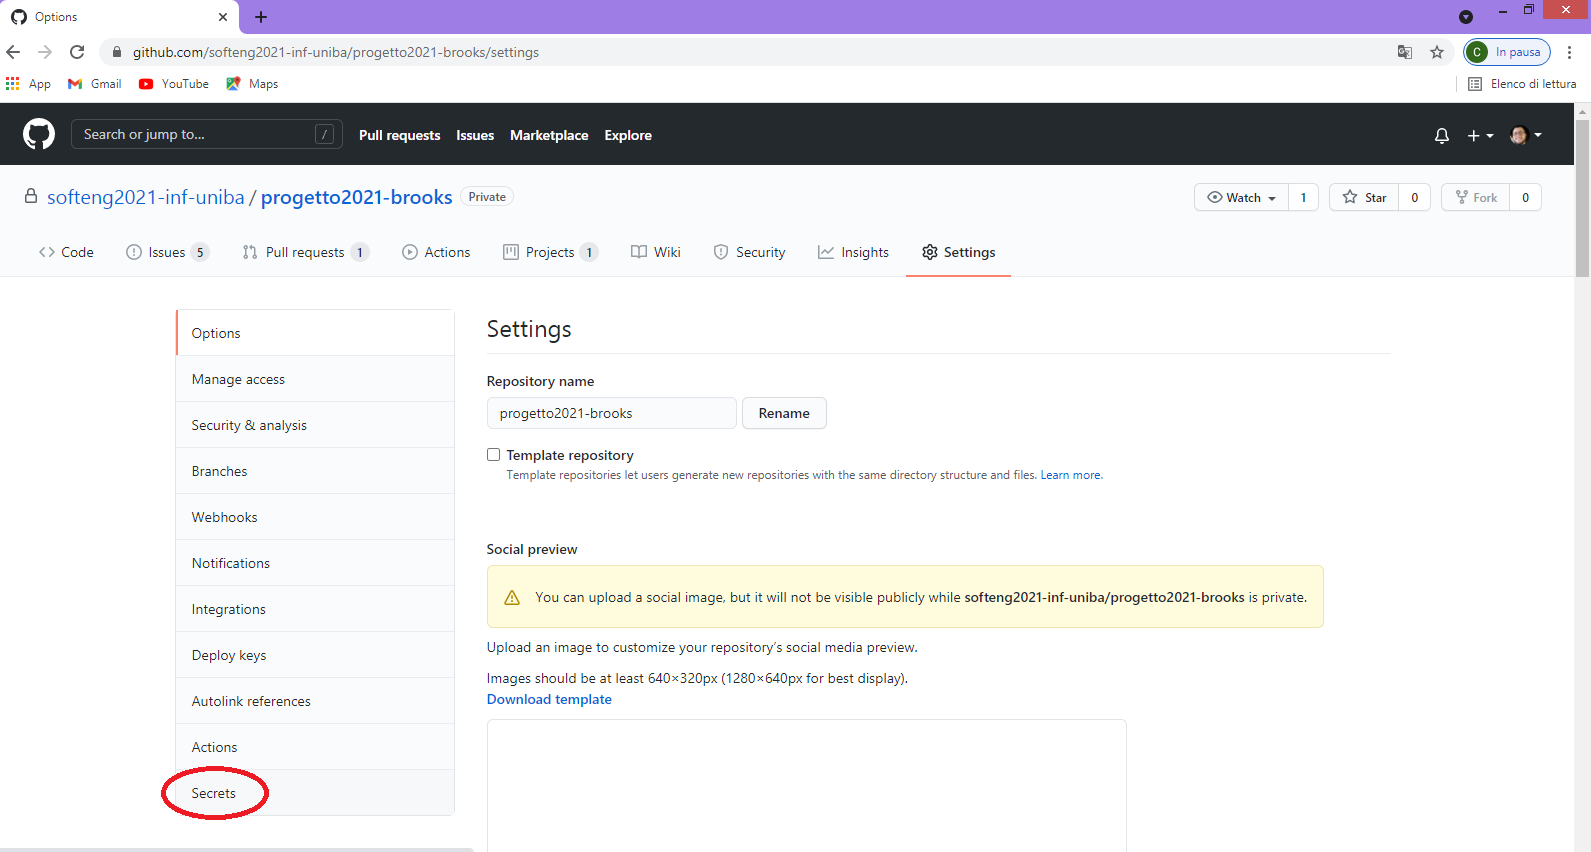 Options
github.com/softeng2021-inf-uniba/progetto2021-brooks/settings
C In pausa
App Gmail YouTube Maps Elenco di lettura
Search or jump to... / Pull requests Issues Marketplace Explore
softeng2021-inf-uniba / progetto2021-brooks Private Watch 1 Star 0 Fork 0
Code Issues 5 Pull requests 1 Actions Projects 1 Wiki Security Insights Settings
Options
Manage access
Security & analysis
Branches
Webhooks
Notifications
Integrations
Deploy keys
Autolink references
Actions
Secrets
Settings
Repository name
progetto2021-brooks Rename
Template repository
Template repositories let users generate new repositories with the same directory structure and files. Learn more.
Social preview
You can upload a social image, but it will not be visible publicly while softeng2021-inf-uniba/progetto2021-brooks is private.
Upload an image to customize your repository’s social media preview.
Images should be at least 640×320px (1280×640px for best display).
Download template